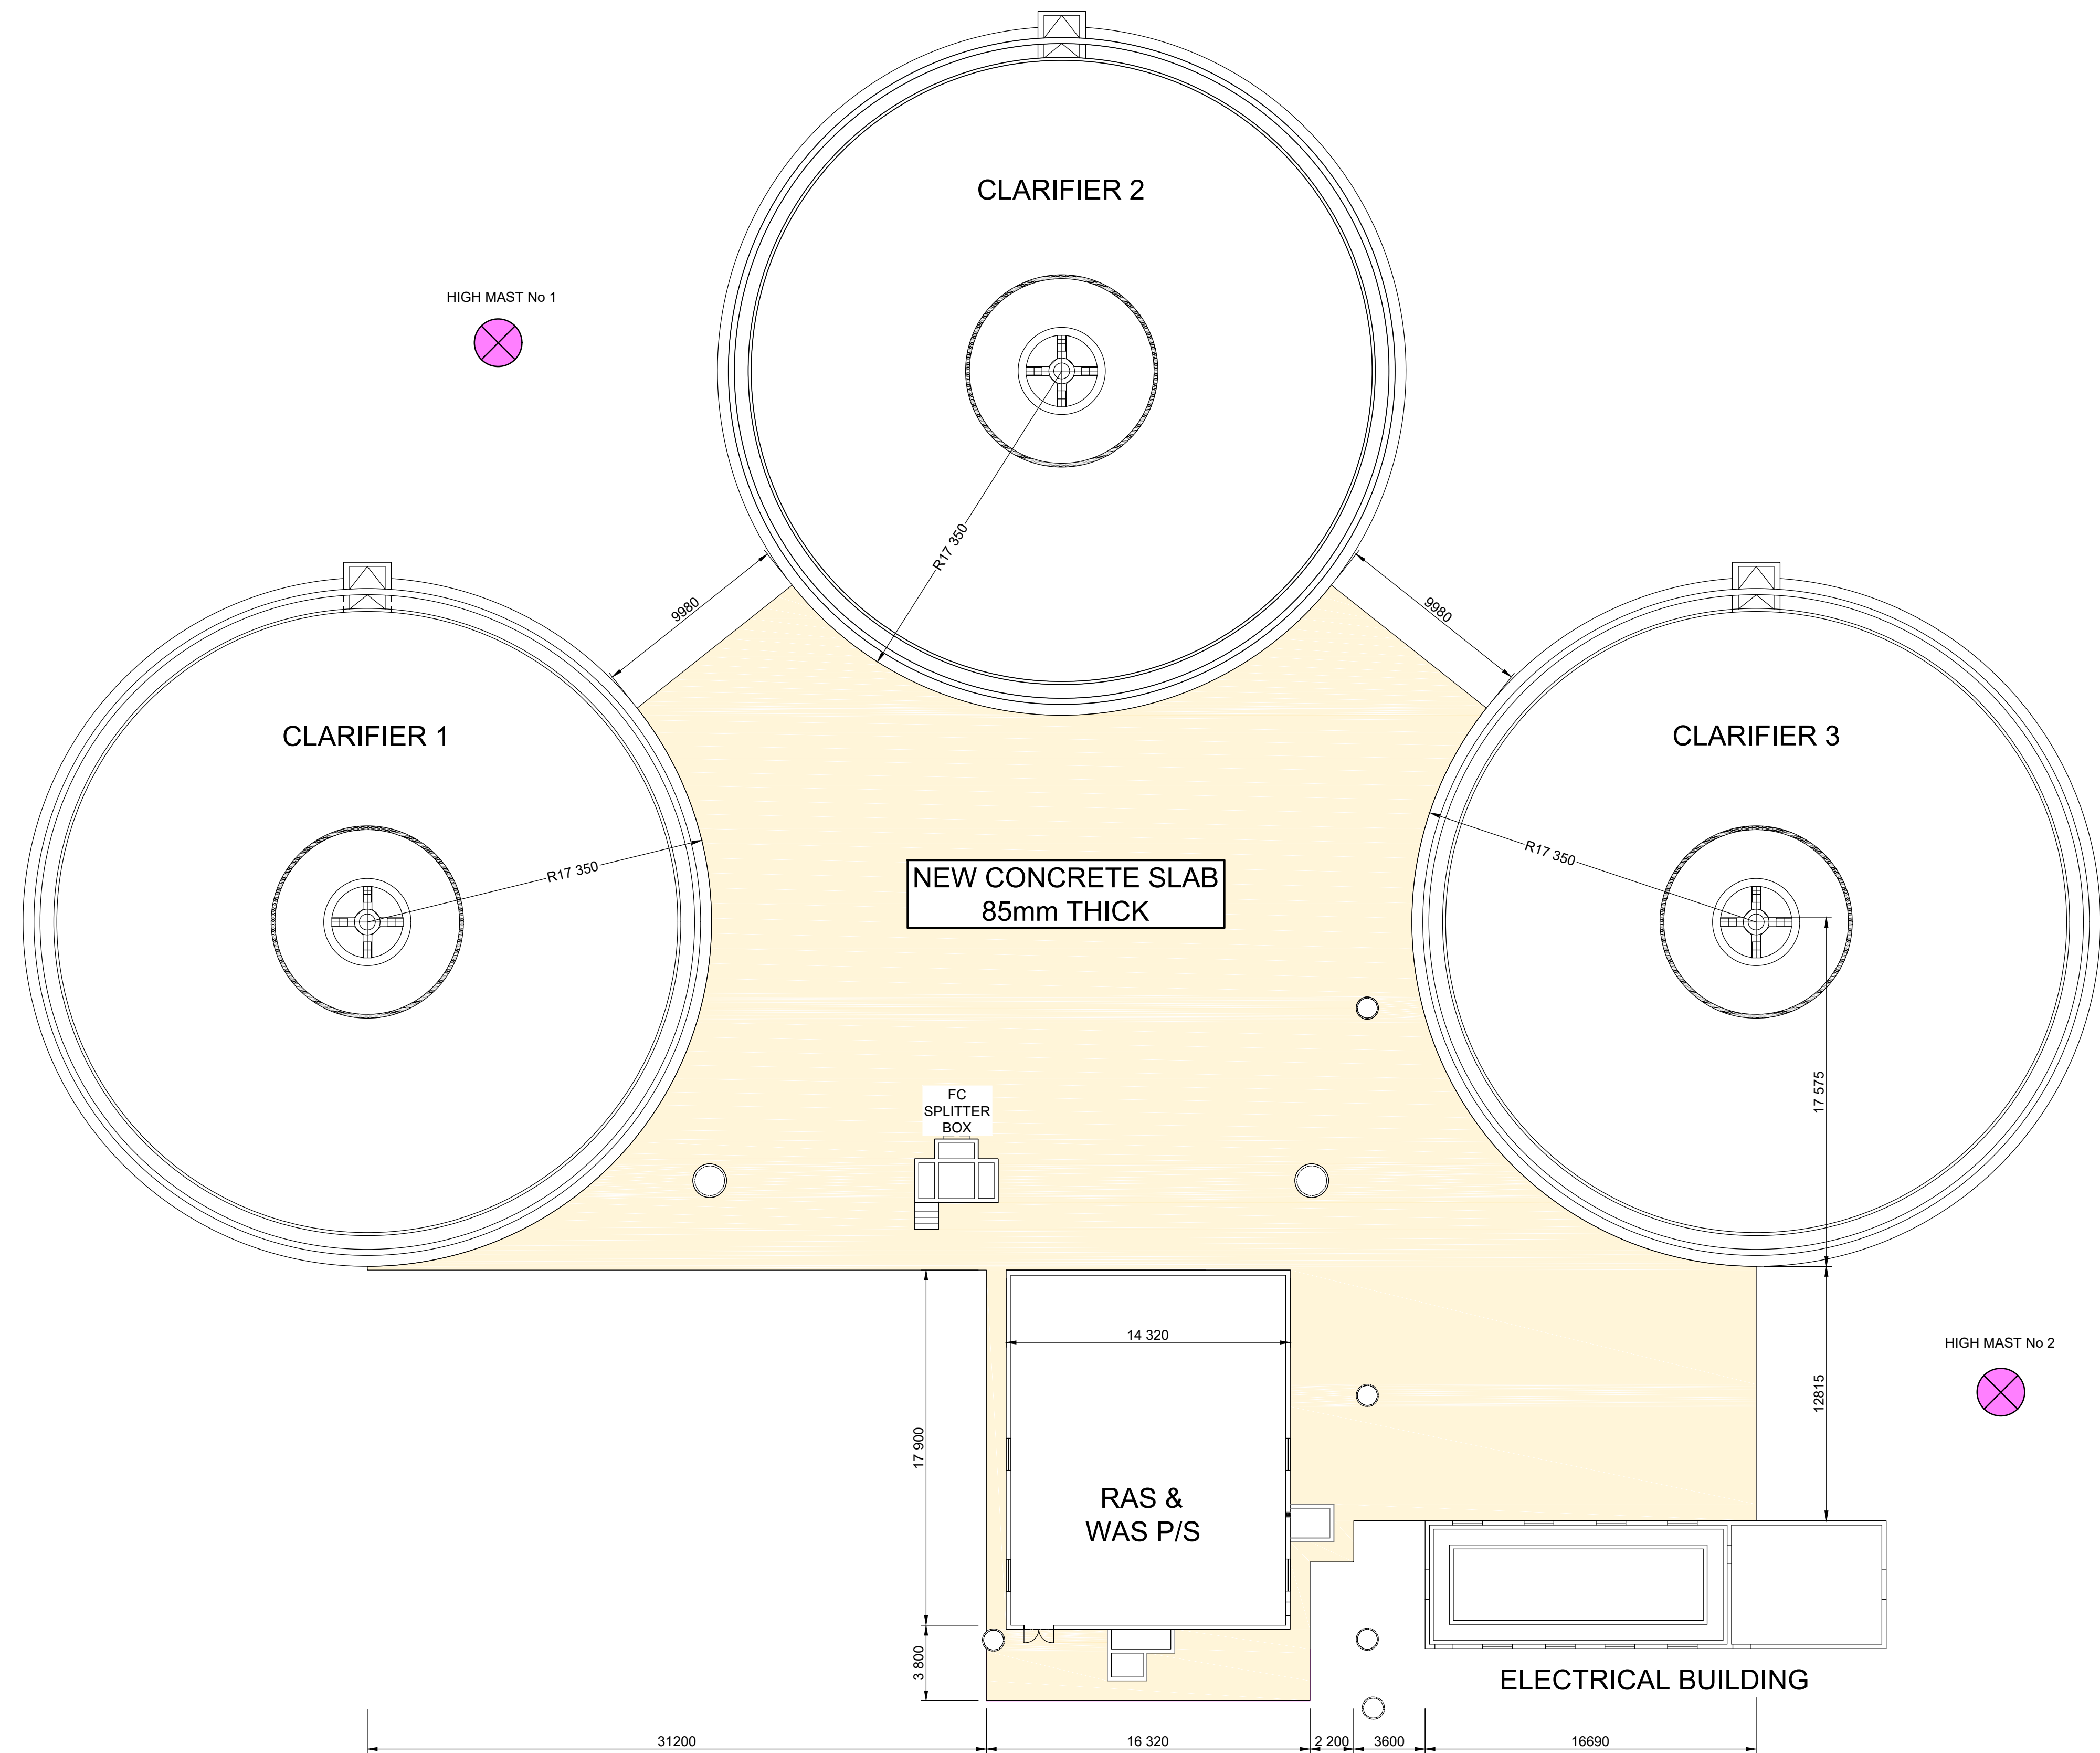 CLARIFIER 2
HIGH MAST No 1
R17 350
9980
9980
CLARIFIER 1
CLARIFIER 3
R17 350
R17 350
NEW CONCRETE SLAB
85mm THICK
17 575
FC
SPLITTER
BOX
14 320
HIGH MAST No 2
12815
17 900
RAS &
WAS P/S
3 800
ELECTRICAL BUILDING
31200
16 320
2 200
3600
16690